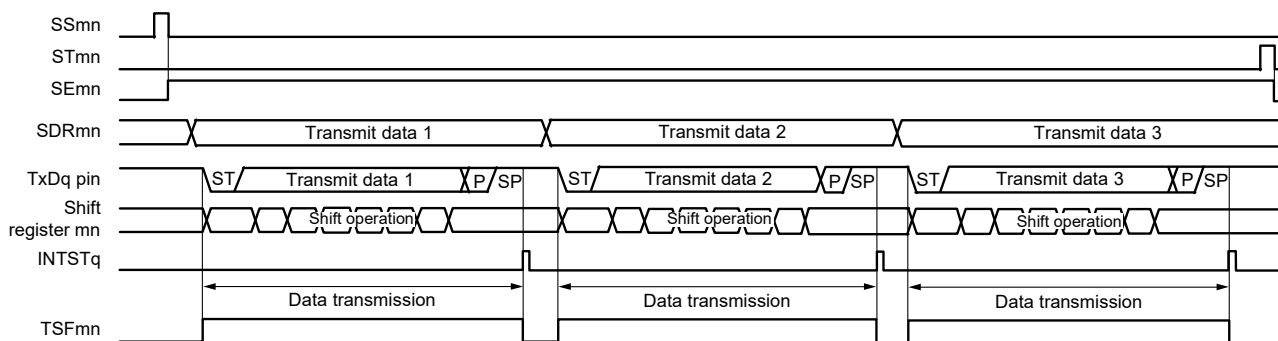 SSmn
STmn
SEmn
SDRmn Transmit data 1 Transmit data 2 Transmit data 3
TxDq pin ST Transmit data 1 P SP ST Transmit data 2 P SP ST Transmit data 3 P SP
Shift
register mn Shift operation Shift operation Shift operation
INTSTq
Data transmission Data transmission Data transmission
TSFmn